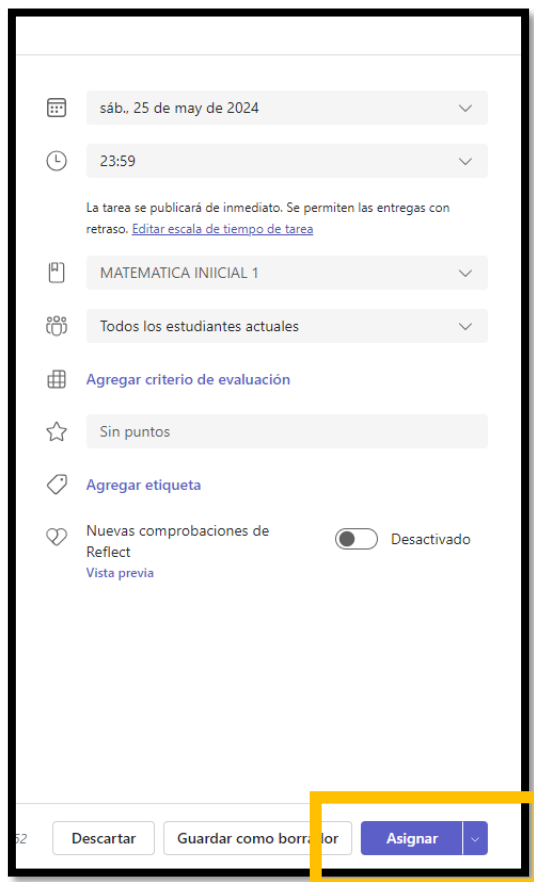 sáb., 25 de may de 2024
23:59
La tarea se publicará de inmediato. Se permiten las entregas con
retraso. Editar escala de tiempo de tarea
MATEMATICA INIICIAL 1
Todos los estudiantes actuales
Agregar criterio de evaluación
Sin puntos
Agregar etiqueta
Nuevas comprobaciones de
Reflect
Desactivado
Vista previa
Descartar Guardar como borrador Asignar